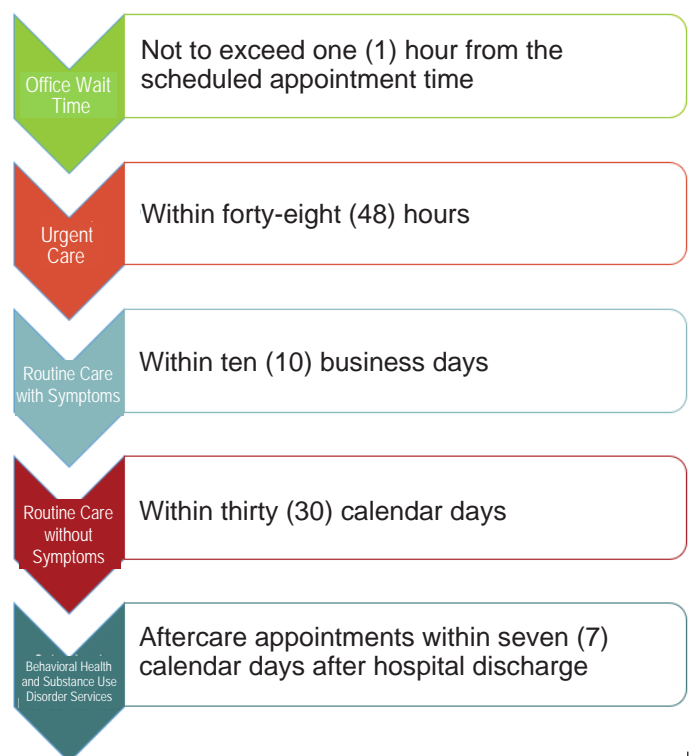 Office Wait
Time
Not to exceed one (1) hour from the
scheduled appointment time
Urgent
Care
Within forty-eight (48) hours
Routine Care
with Symptoms
Within ten (10) business days
Routine Care
without
Symptoms
Within thirty (30) calendar days
Behavioral Health
and Substance Use
Disorder Services
Aftercare appointments within seven (7)
calendar days after hospital discharge